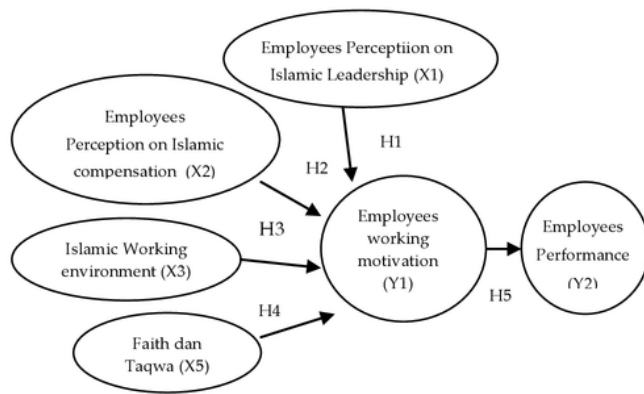 Employees Perceptiion on
Islamic Leadership (X1)
Employees
Perception on Islamic
compensation (X2)
H1
H2
H3
Islamic Working
environment (X3)
Employees
working
motivation
(Y1)
Employees
Performance
(Y2)
H4
H5
Faith dan
Taqwa (X5)